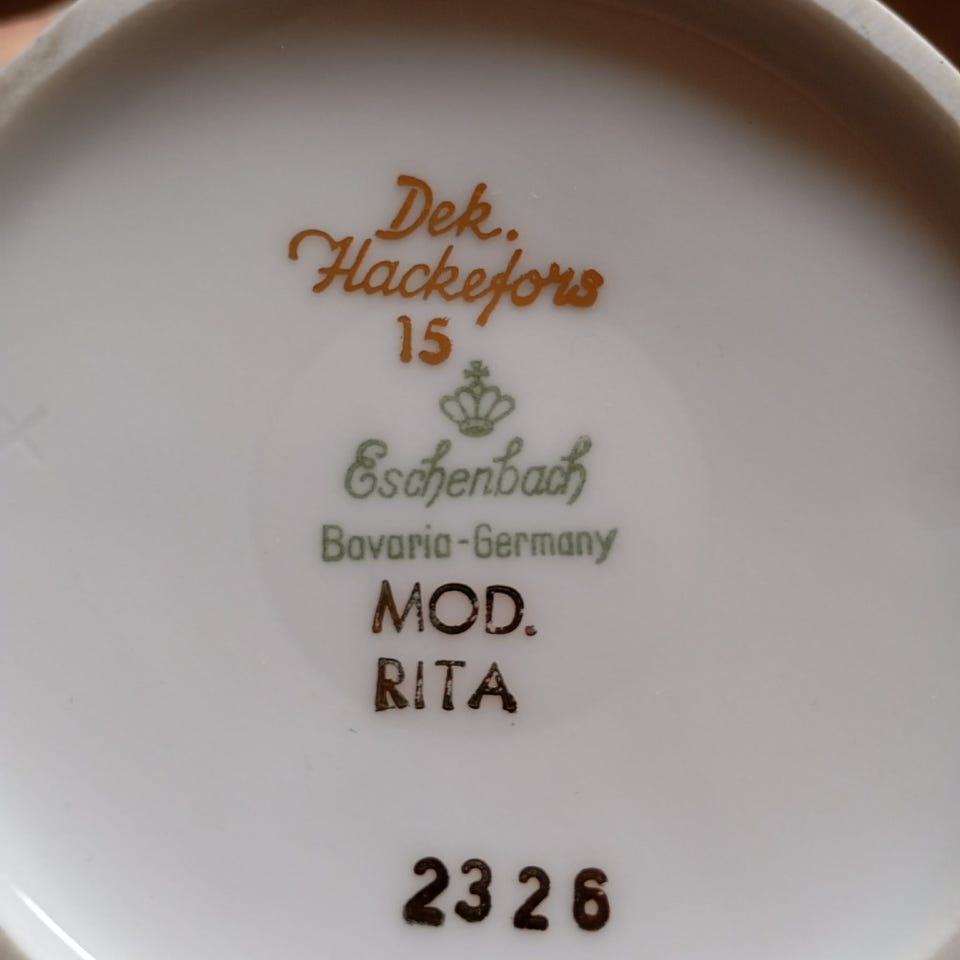 Dek.
Hackefors
15
Eschenbach
Bavaria-Germany
MOD.
RITA
2326